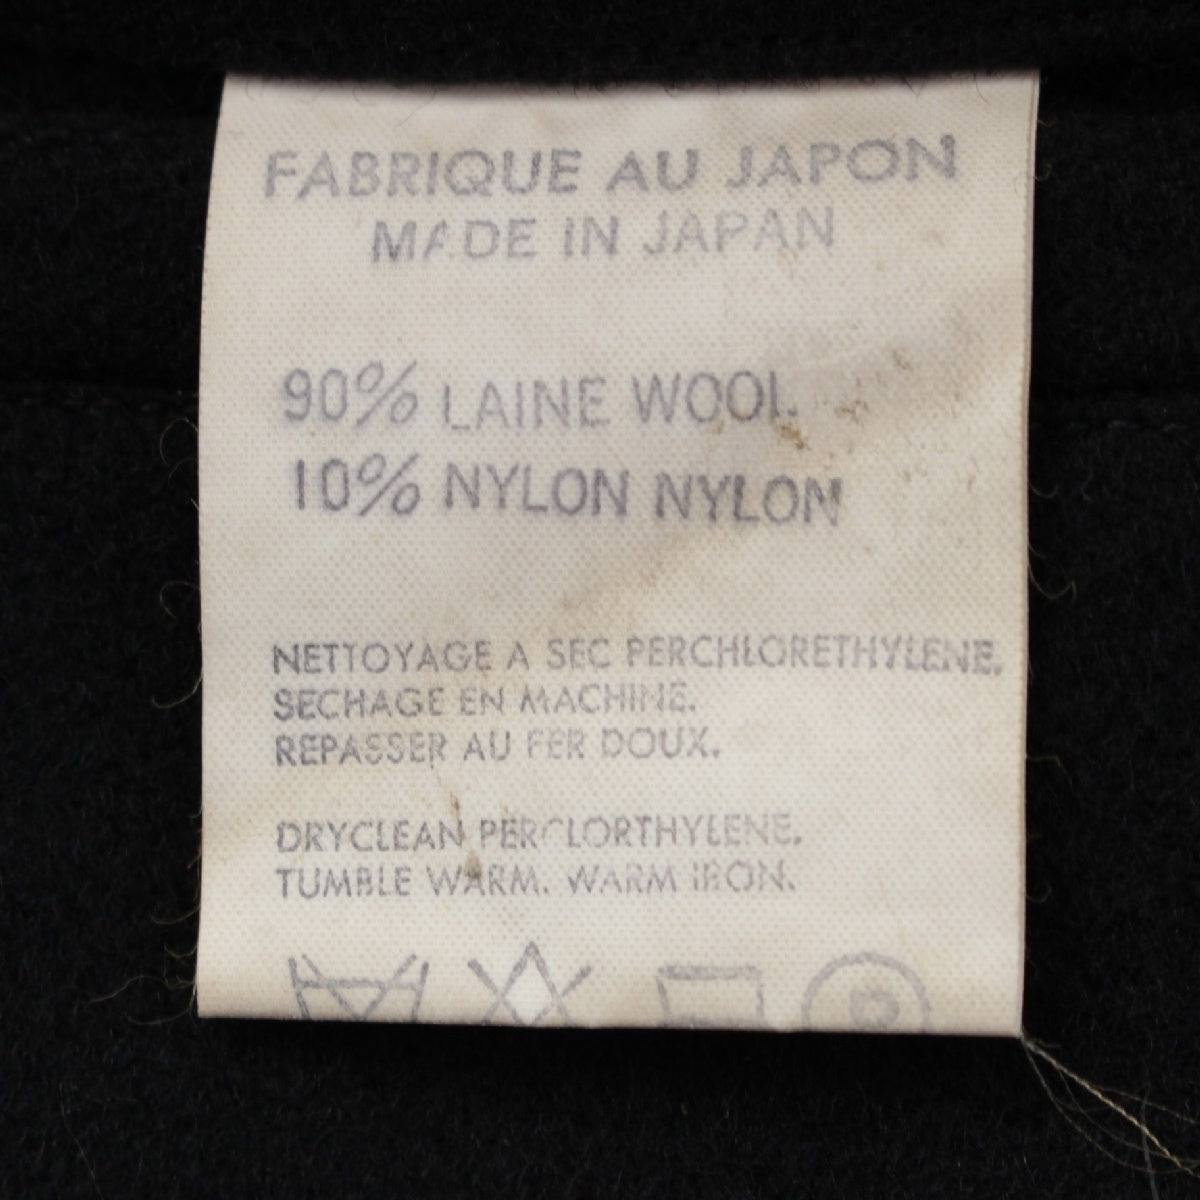 FABRIQUE AU JAPON
MADE IN JAPAN
90% LAINE WOOL
10% NYLON NYLON
NETTOYAGE A SEC PERCHLORETHYLENE.
SECHAGE EN MACHINE.
REPASSER AU FER DOUX.
DRYCLEAN PERCLORTHYLENE.
TUMBLE WARM. WARM IRON.